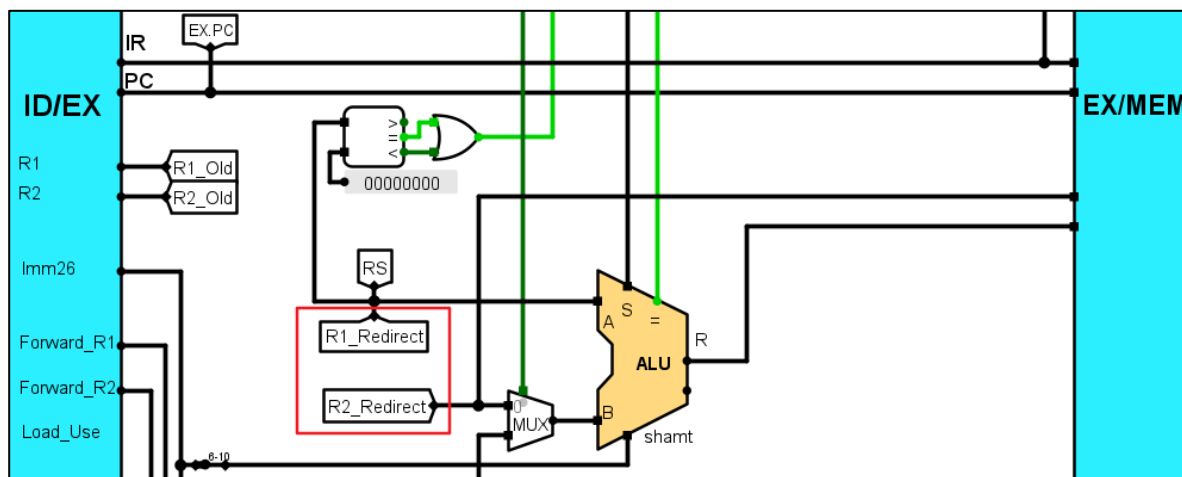 EX.PC
IR
PC
ID/EX
EX/MEM
>
=
<
R1
R1_Old
00000000
R2
R2_Old
RS
Imm26
S
A
=
R1_Redirect
Forward_R1
R
ALU
Forward_R2
R2_Redirect
0
MUX
B
Load_Use
shamt
6-10